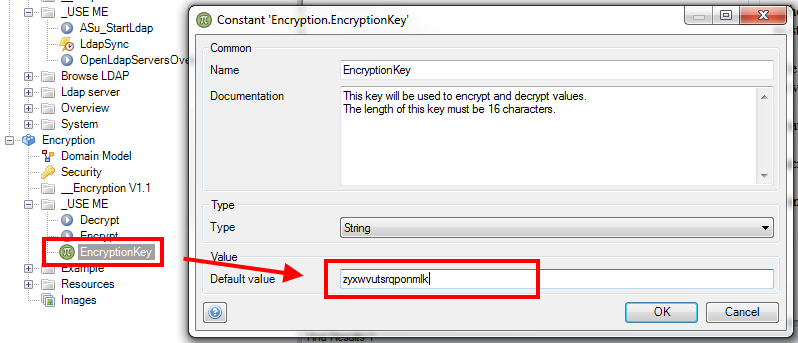 _USE ME
ASu_StartLdap
LdapSync
OpenLdapServersOve
Browse LDAP
Ldap server
Overview
System
Encryption
Domain Model
Security
__Encryption V1.1
_USE ME
Decrypt
Encrypt
EncryptionKey
Example
Resources
Images
Constant 'Encryption.EncryptionKey'
Common
Name
EncryptionKey
Documentation
This key will be used to encrypt and decrypt values.
The length of this key must be 16 characters.
Type
Type
String
Value
Default value
zyxwvutsrqponmlk
OK
Cancel
Find Results 1